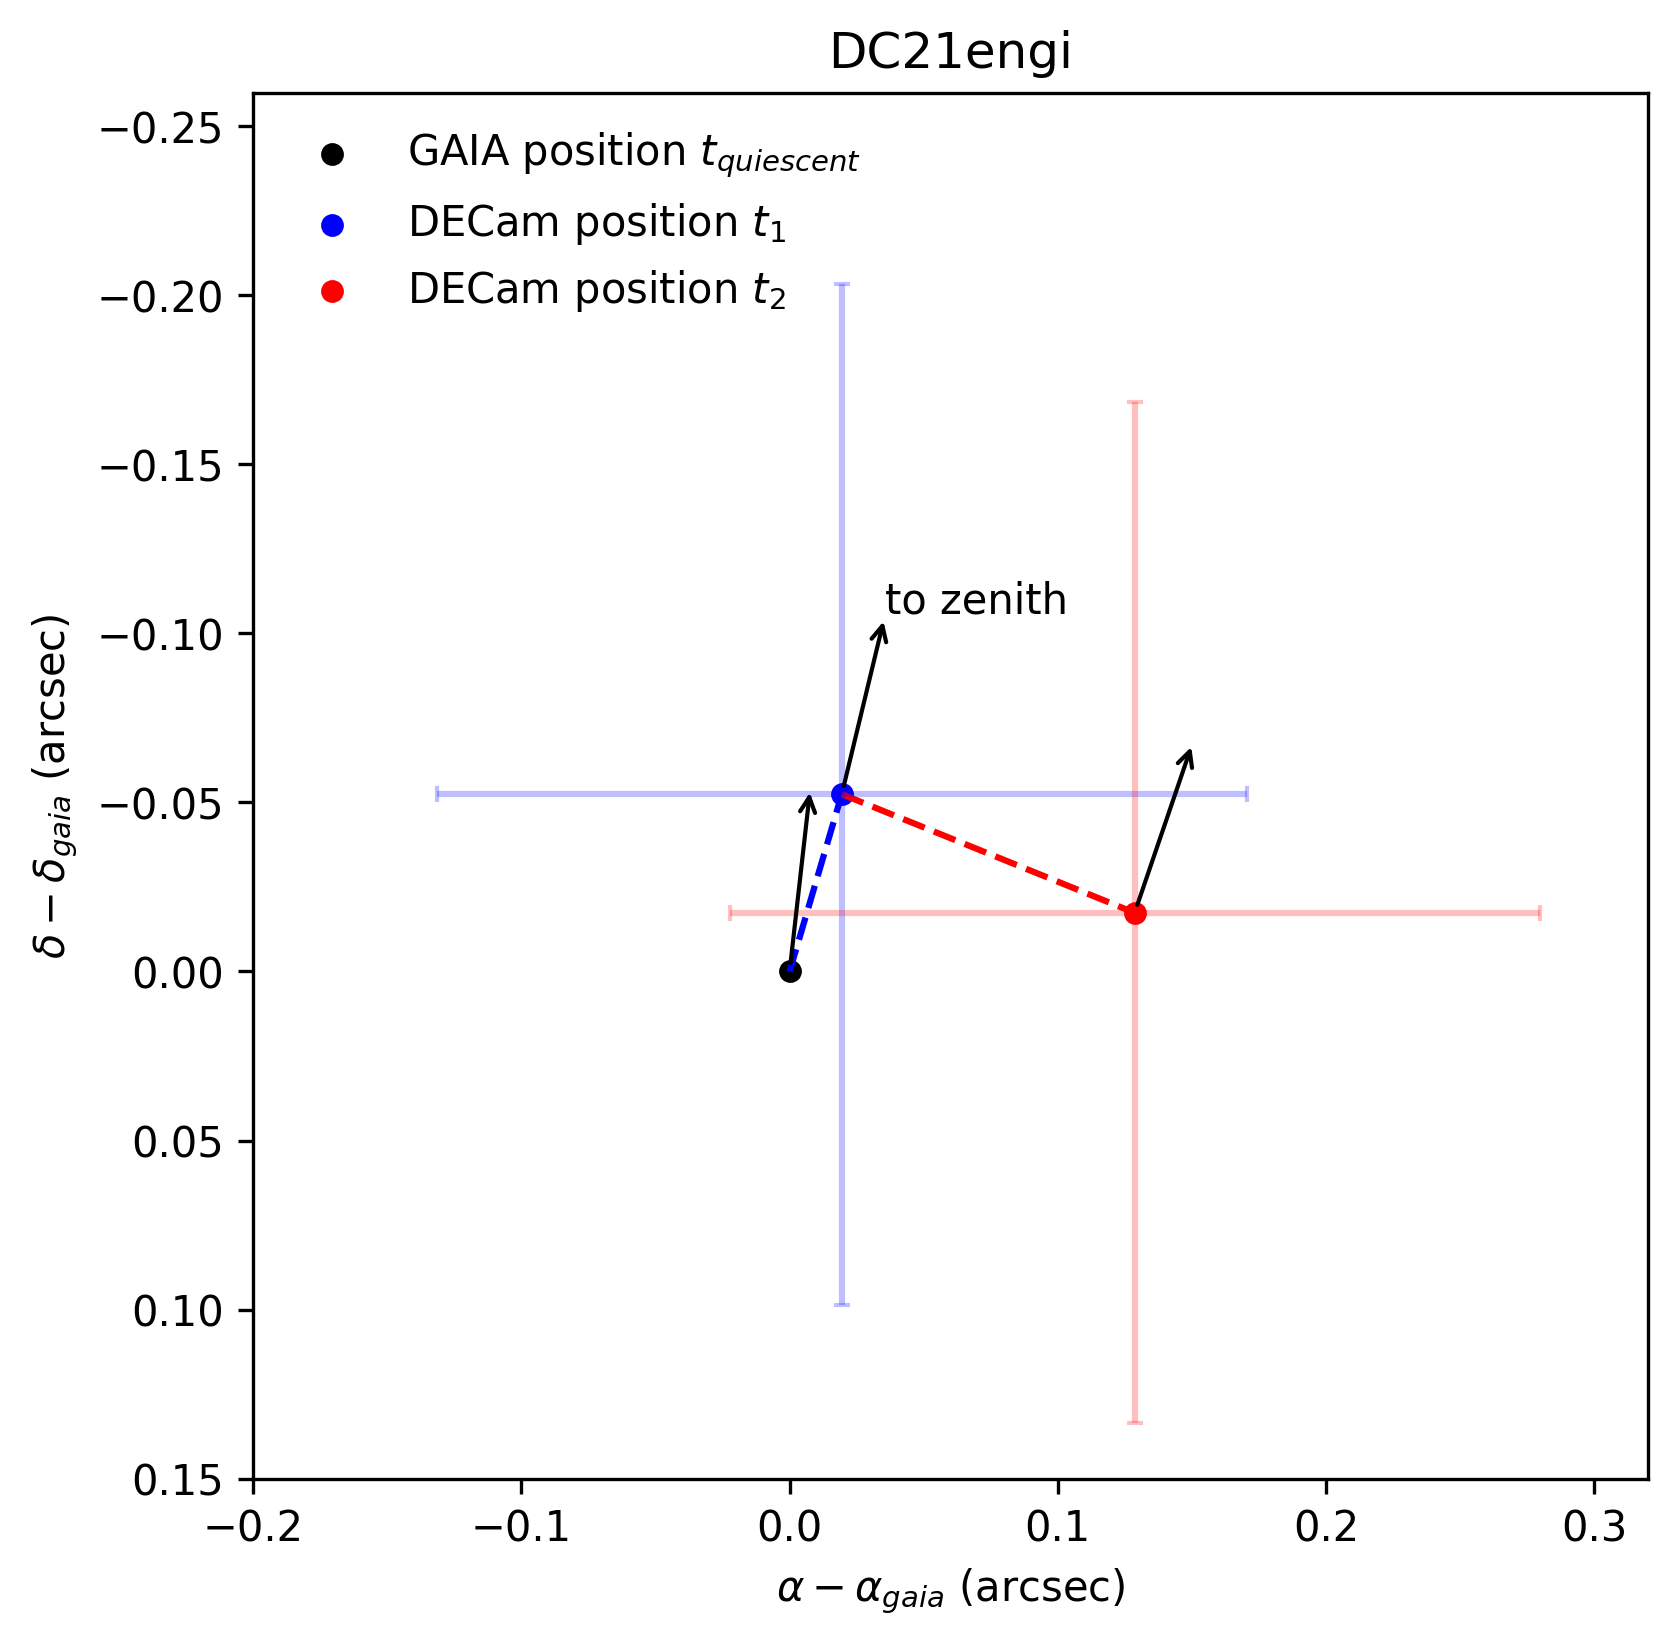 DC21engi
GAIA position t_quiescent
DECam position t_1
DECam position t_2
to zenith
δ − δ_gaia (arcsec)
−0.25
−0.20
−0.15
−0.10
−0.05
0.00
0.05
0.10
0.15
−0.2 −0.1 0.0 0.1 0.2 0.3
α − α_gaia (arcsec)